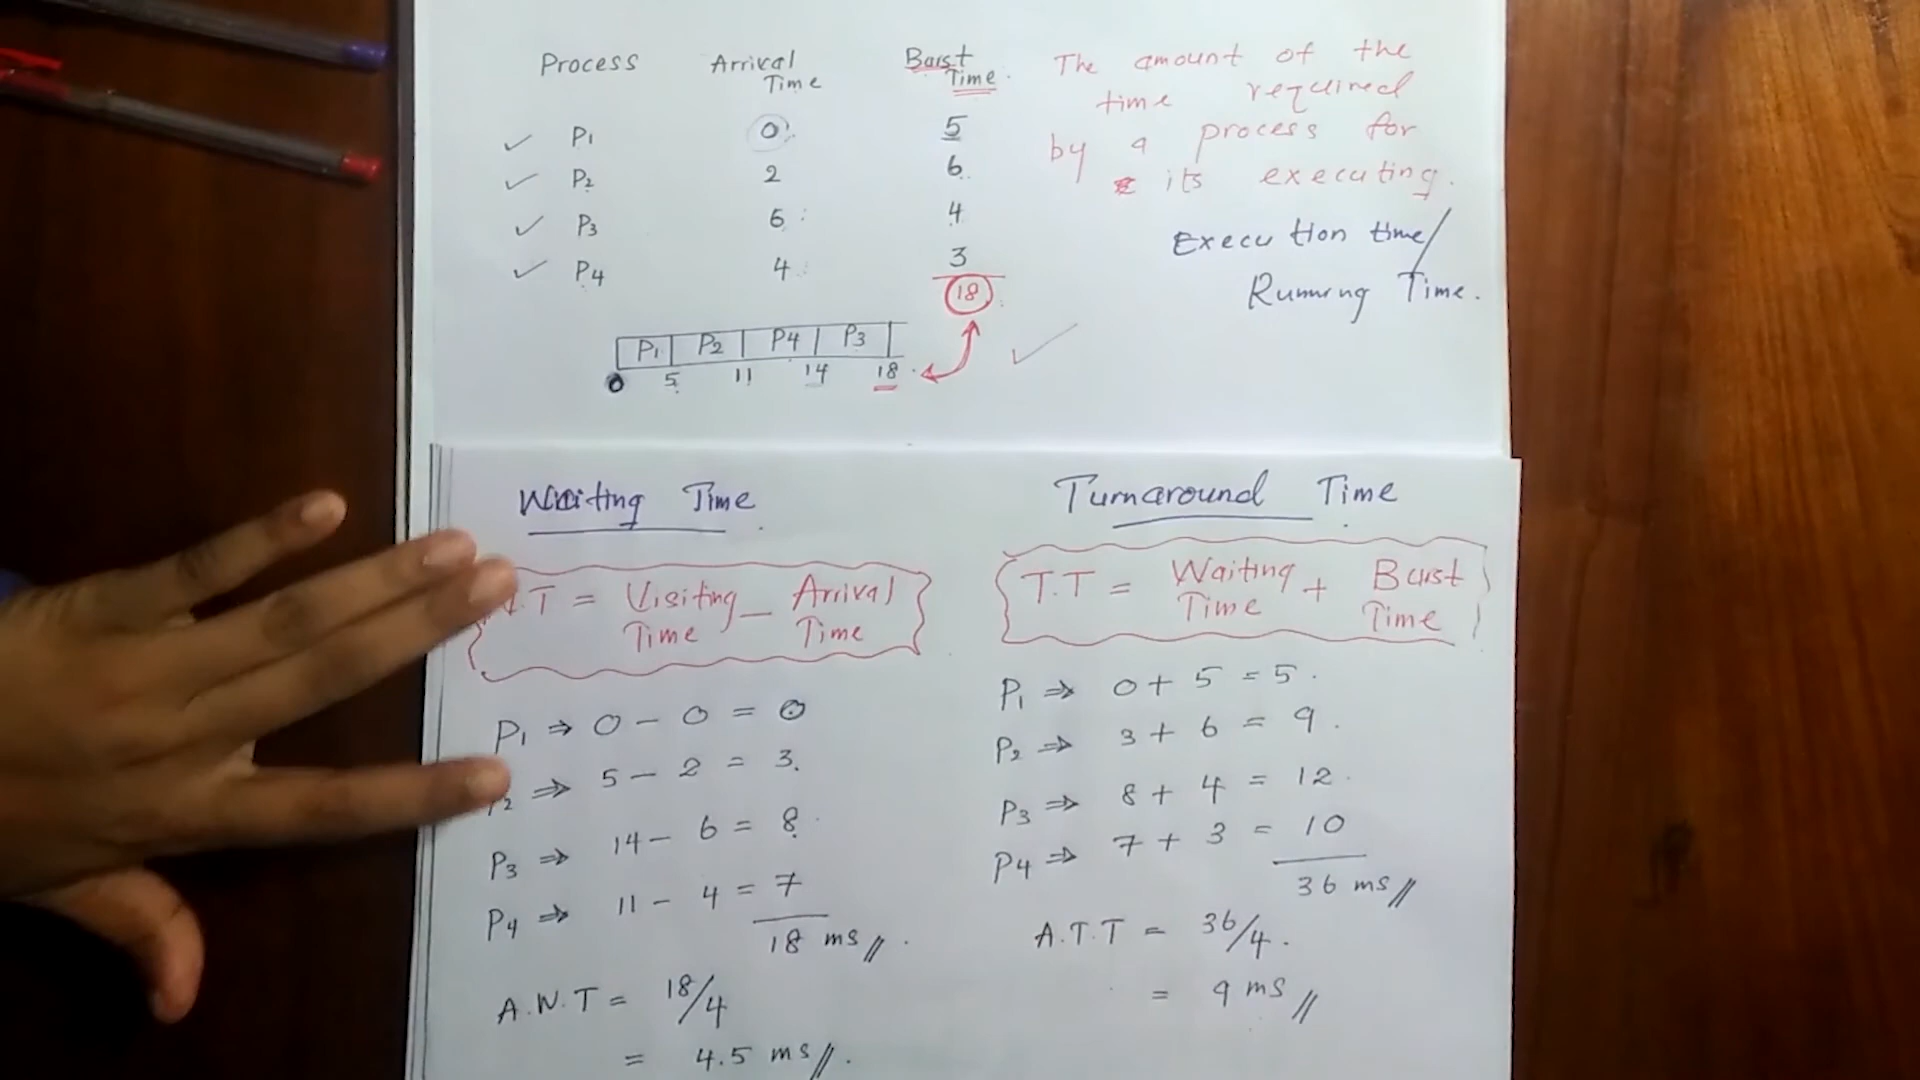 Process Arrival Time Burst Time.
P1 0 5
P2 2 6
P3 6 4
P4 4 3
18
The amount of the
time required
by a process for
its executing.
Execution time/
Running Time.
P1 P2 P4 P3
0 5 11 14 18
Waiting Time
.T = Visiting Time - Arrival Time
P1 ⇒ 0 - 0 = 0
2 ⇒ 5 - 2 = 3
P3 ⇒ 14 - 6 = 8
P4 ⇒ 11 - 4 = 7
18 ms //
A.W.T = 18/4
= 4.5 ms //
Turnaround Time
T.T = Waiting Time + Burst Time
P1 ⇒ 0 + 5 = 5
P2 ⇒ 3 + 6 = 9
P3 ⇒ 8 + 4 = 12
P4 ⇒ 7 + 3 = 10
36 ms //
A.T.T = 36/4
= 9 ms //